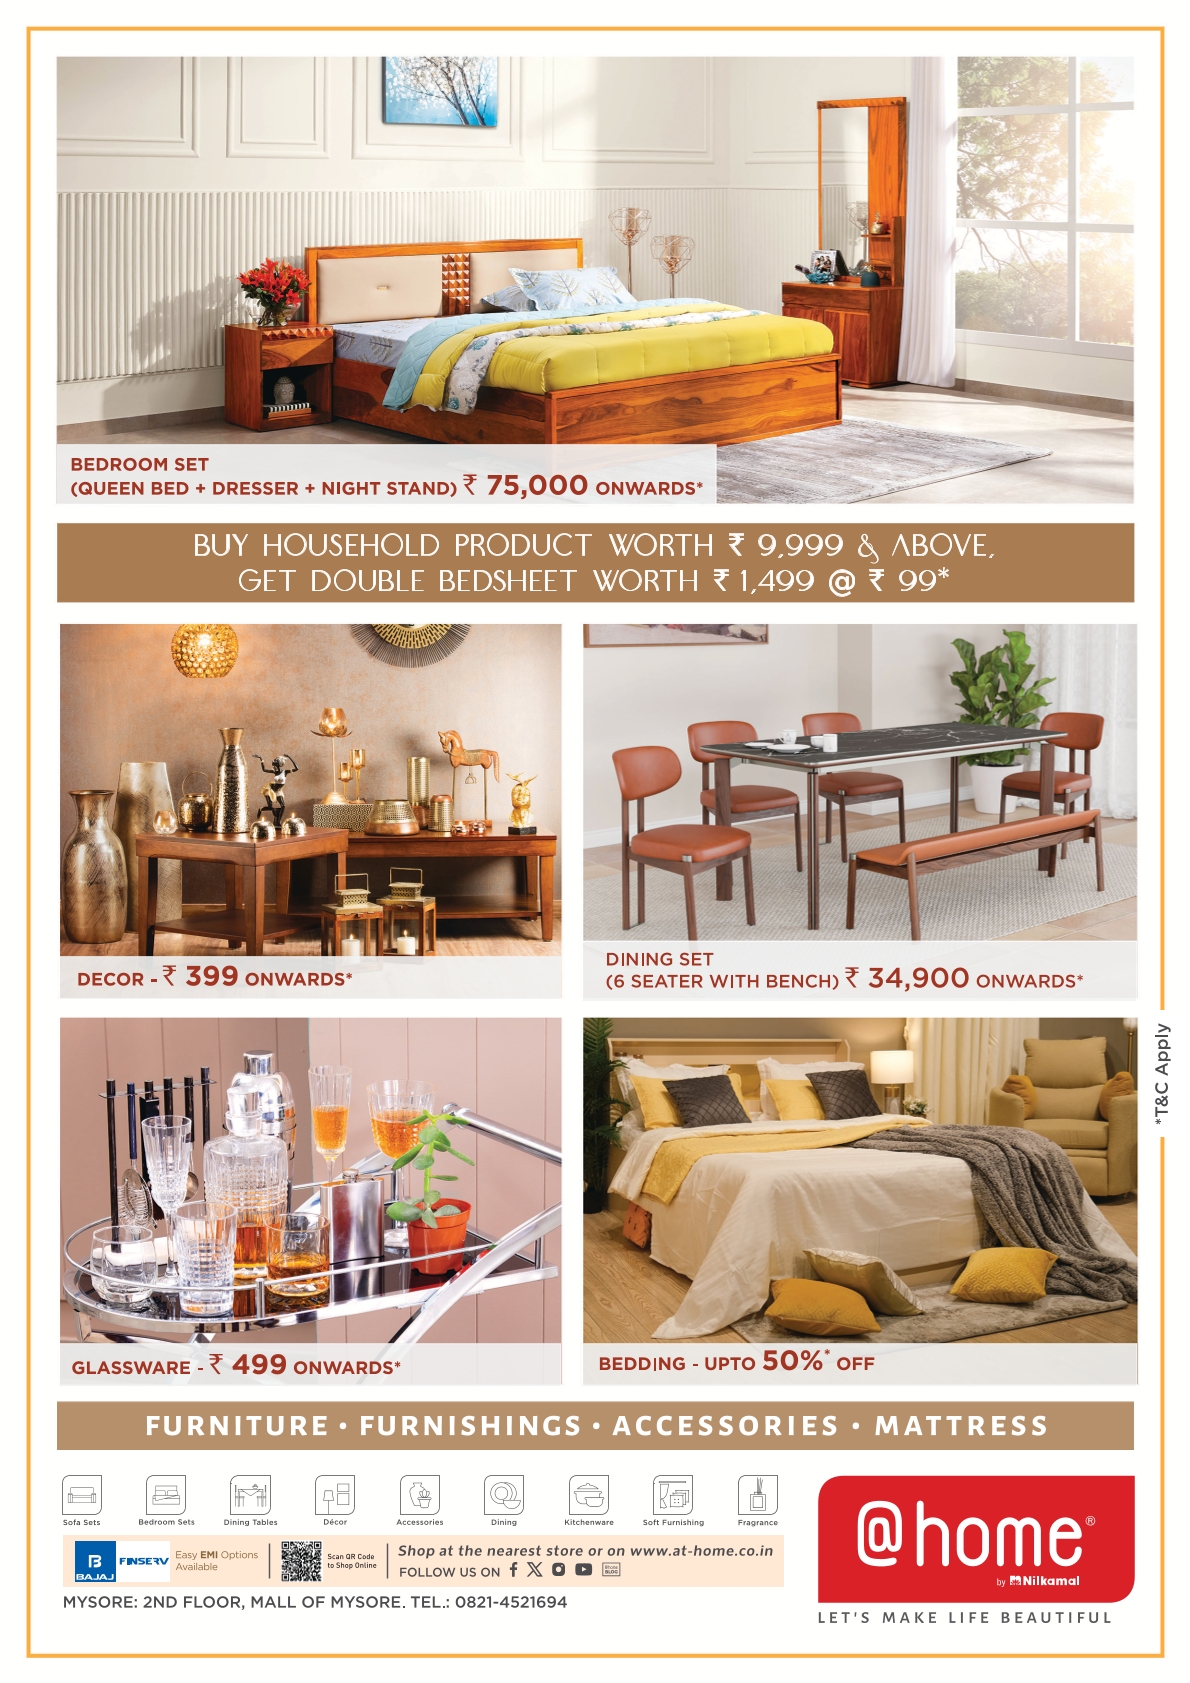 BEDROOM SET
(QUEEN BED + DRESSER + NIGHT STAND) ₹ 75,000 ONWARDS*
BUY HOUSEHOLD PRODUCT WORTH ₹ 9,999 & ABOVE,
GET DOUBLE BEDSHEET WORTH ₹ 1,499 @ ₹ 99*
DECOR - ₹ 399 ONWARDS*
DINING SET
(6 SEATER WITH BENCH) ₹ 34,900 ONWARDS*
*T&C Apply
GLASSWARE - ₹ 499 ONWARDS*
BEDDING - UPTO 50%* OFF
FURNITURE • FURNISHINGS • ACCESSORIES • MATTRESS
Sofa Sets
Bedroom Sets
Dining Tables
Décor
Accessories
Dining
Kitchenware
Soft Furnishing
Fragrance
B
BAJAJ
FINSERV
Easy EMI Options
Available
Scan QR Code
to Shop Online
Shop at the nearest store or on www.at-home.co.in
FOLLOW US ON
BLOG
MYSORE: 2ND FLOOR, MALL OF MYSORE. TEL.: 0821-4521694
@home®
by Nilkamal
LET'S MAKE LIFE BEAUTIFUL